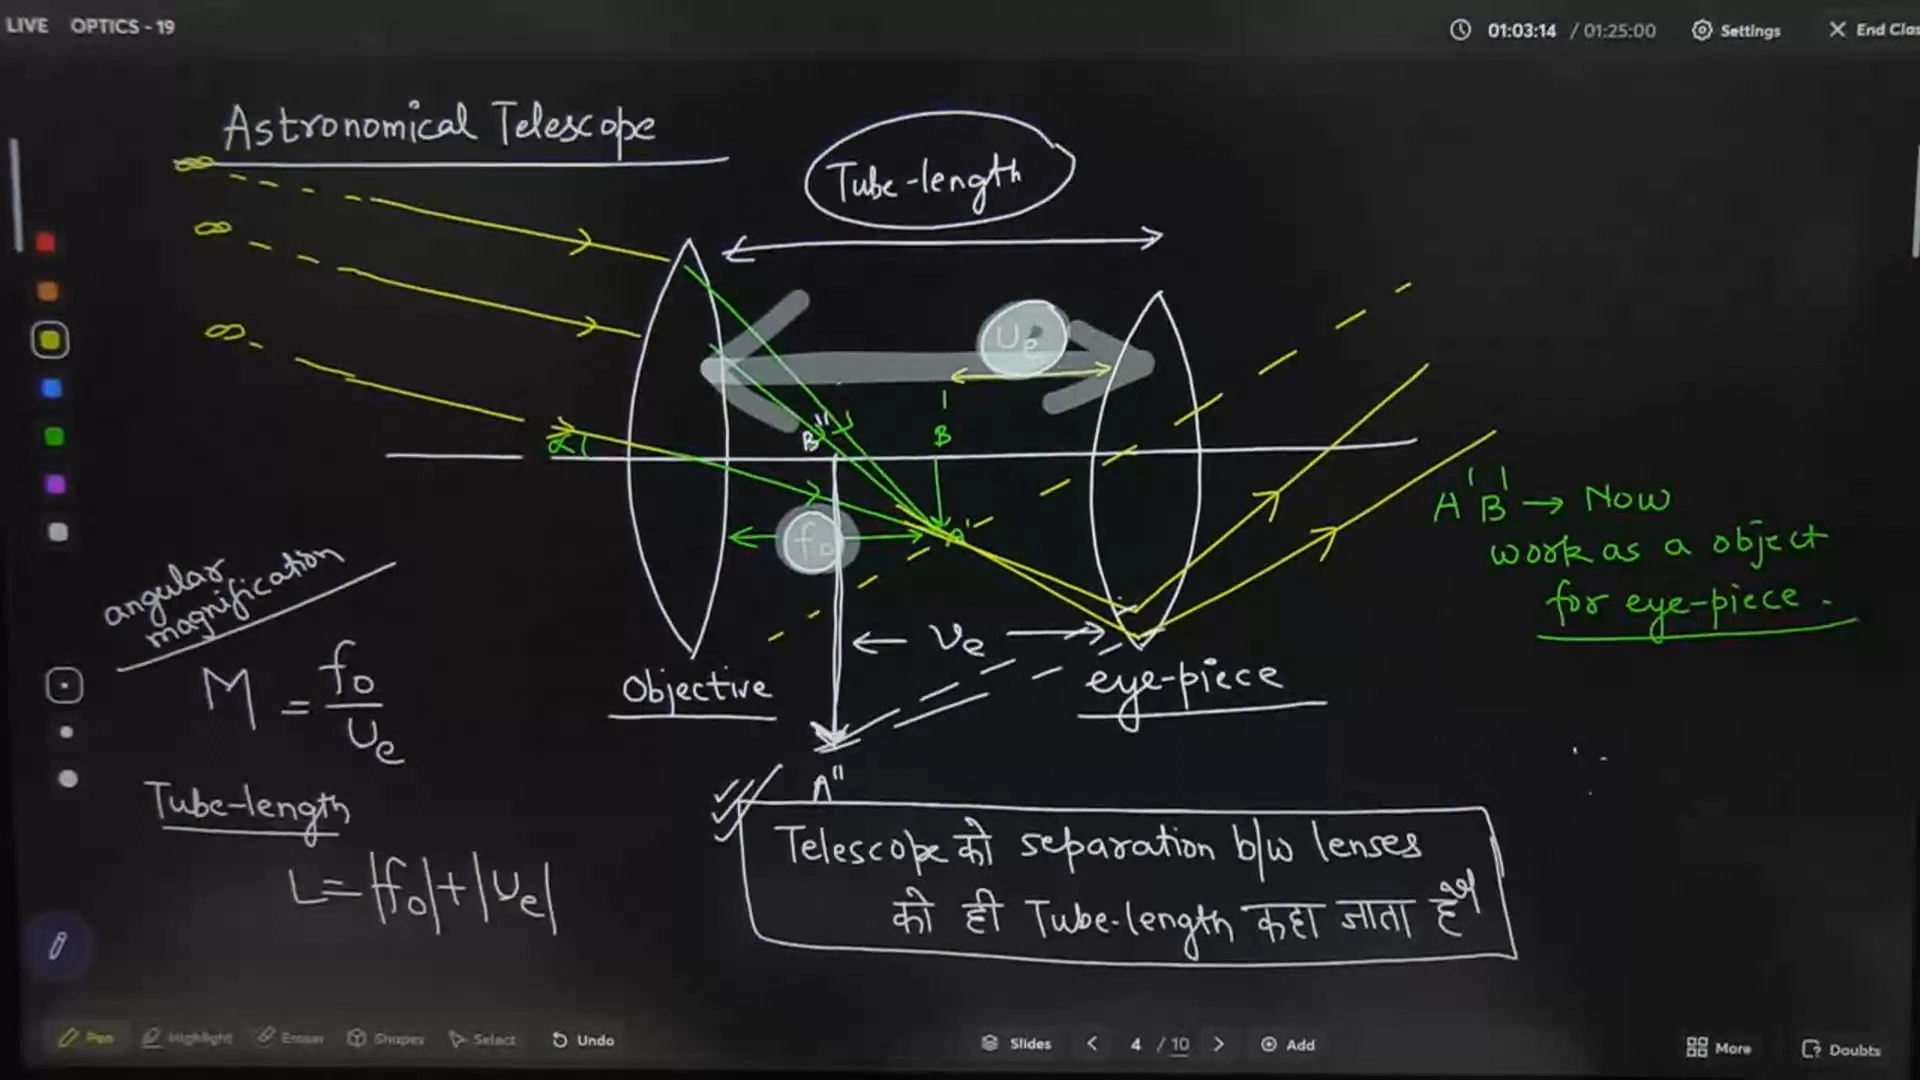 LIVE OPTICS - 19
01:03:14 / 01:25:00 Settings End Clas
Astronomical Telescope
Tube-length
∞
∞
∞
Ue
B"
B'
α
fo
A'
A'B' → Now
work as a object
for eye-piece.
angular
magnification
M = fo/Ue
Ve
Objective
eye-piece
A"
Tube-length
L = |fo| + |Ue|
Telescope को separation b/w lenses
को ही Tube-length कहा जाता है
Pen Highlight Eraser Shapes Select Undo
Slides 4 / 10 Add
More Doubts